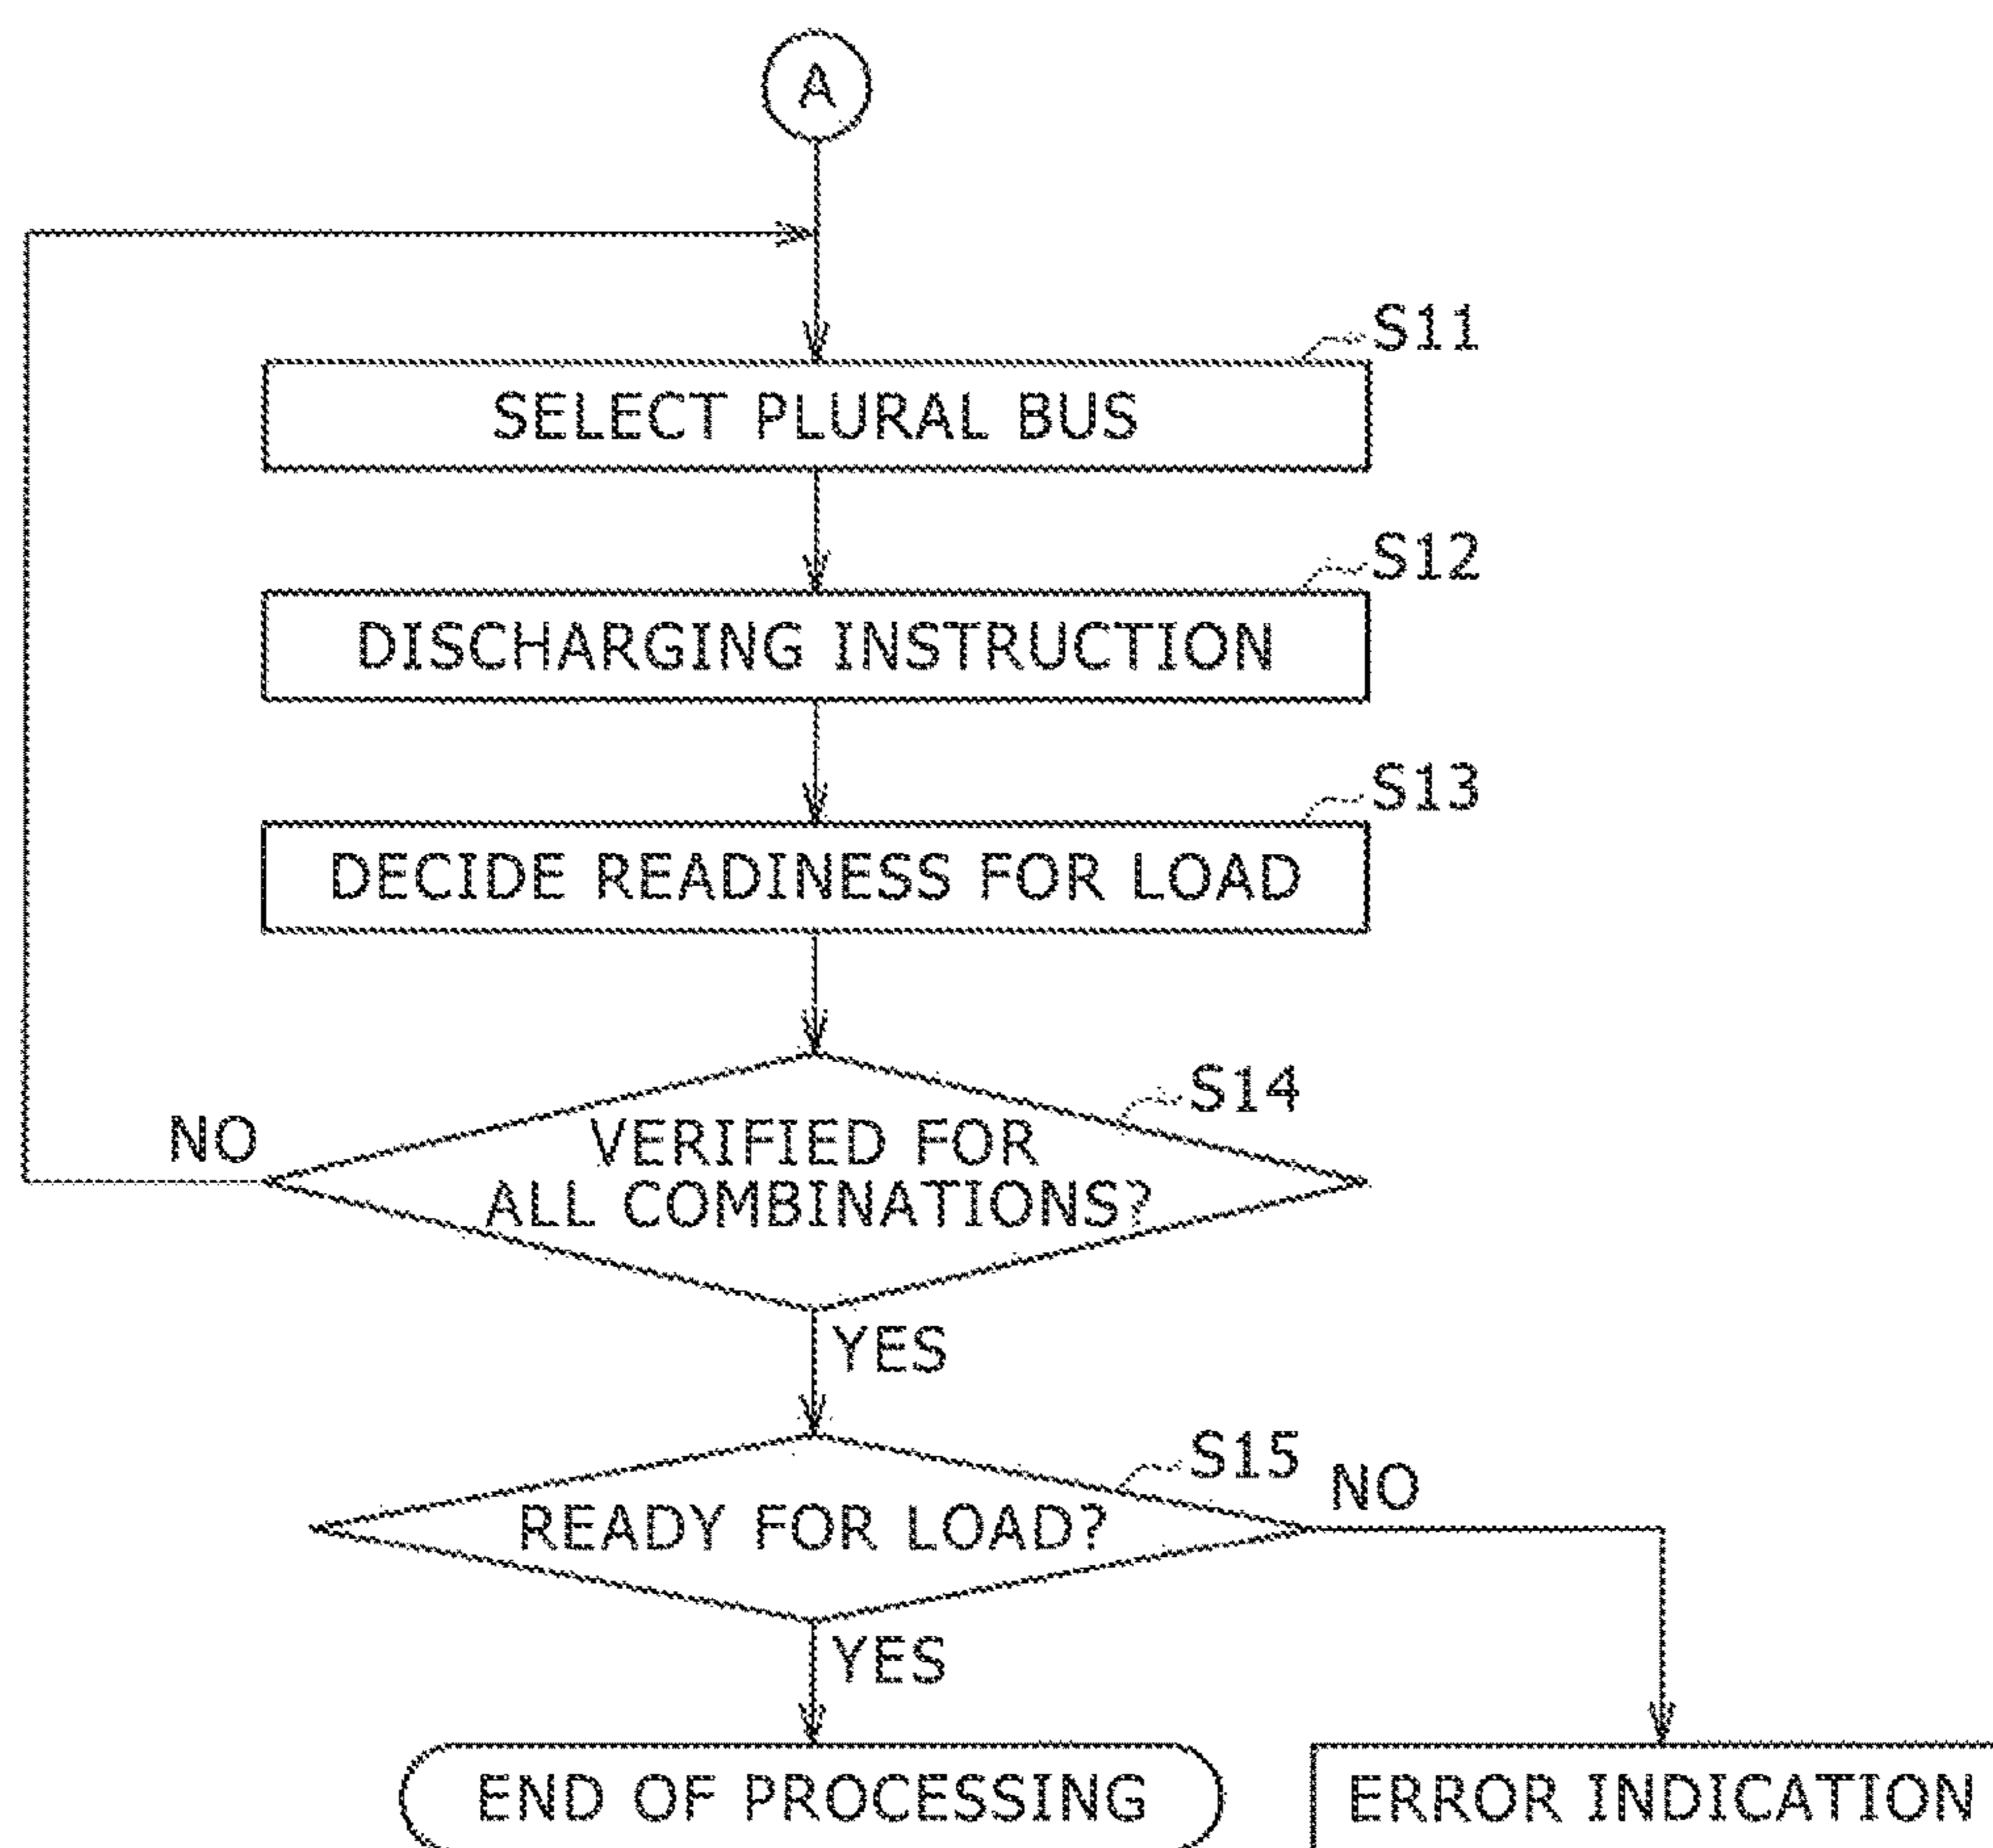 A
S11
SELECT PLURAL BUS
S12
DISCHARGING INSTRUCTION
S13
DECIDE READINESS FOR LOAD
S14
NO
VERIFIED FOR
ALL COMBINATIONS?
YES
S15
NO
READY FOR LOAD?
YES
END OF PROCESSING
ERROR INDICATION